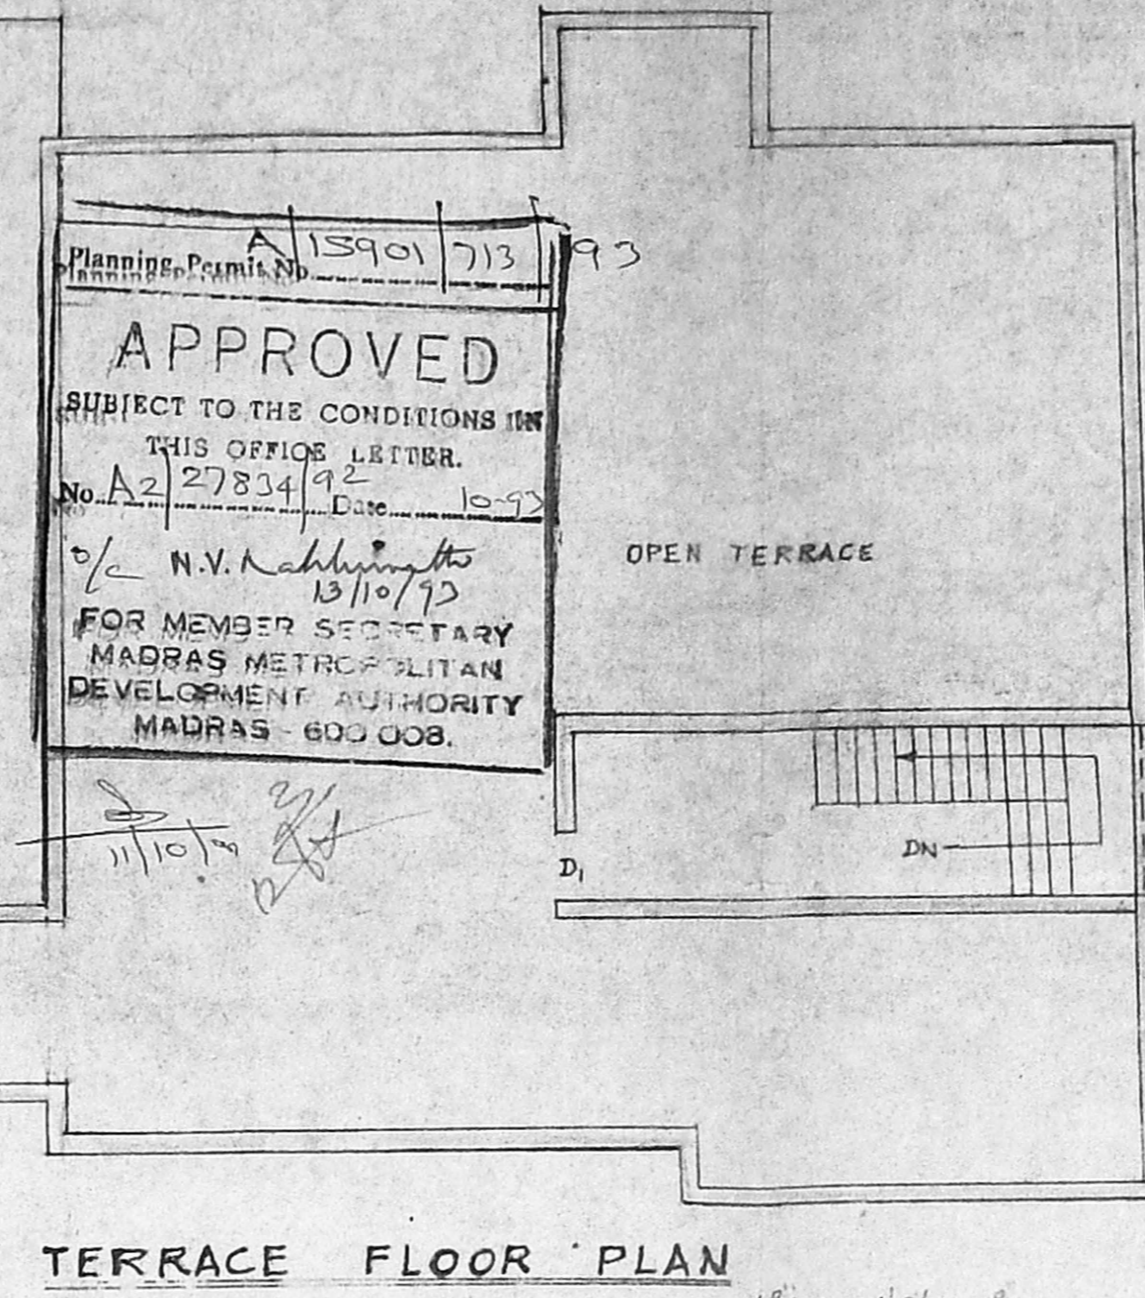 Planning Permit No. A/15901/713/93
APPROVED
SUBJECT TO THE CONDITIONS IN
THIS OFFICE LETTER.
No. A2/27834/92 Date 10-93
o/c N.V.
13/10/93
FOR MEMBER SECRETARY
MADRAS METROPOLITAN
DEVELOPMENT AUTHORITY
MADRAS - 600 008.
11/10/
OPEN TERRACE
DN
D1
TERRACE FLOOR PLAN